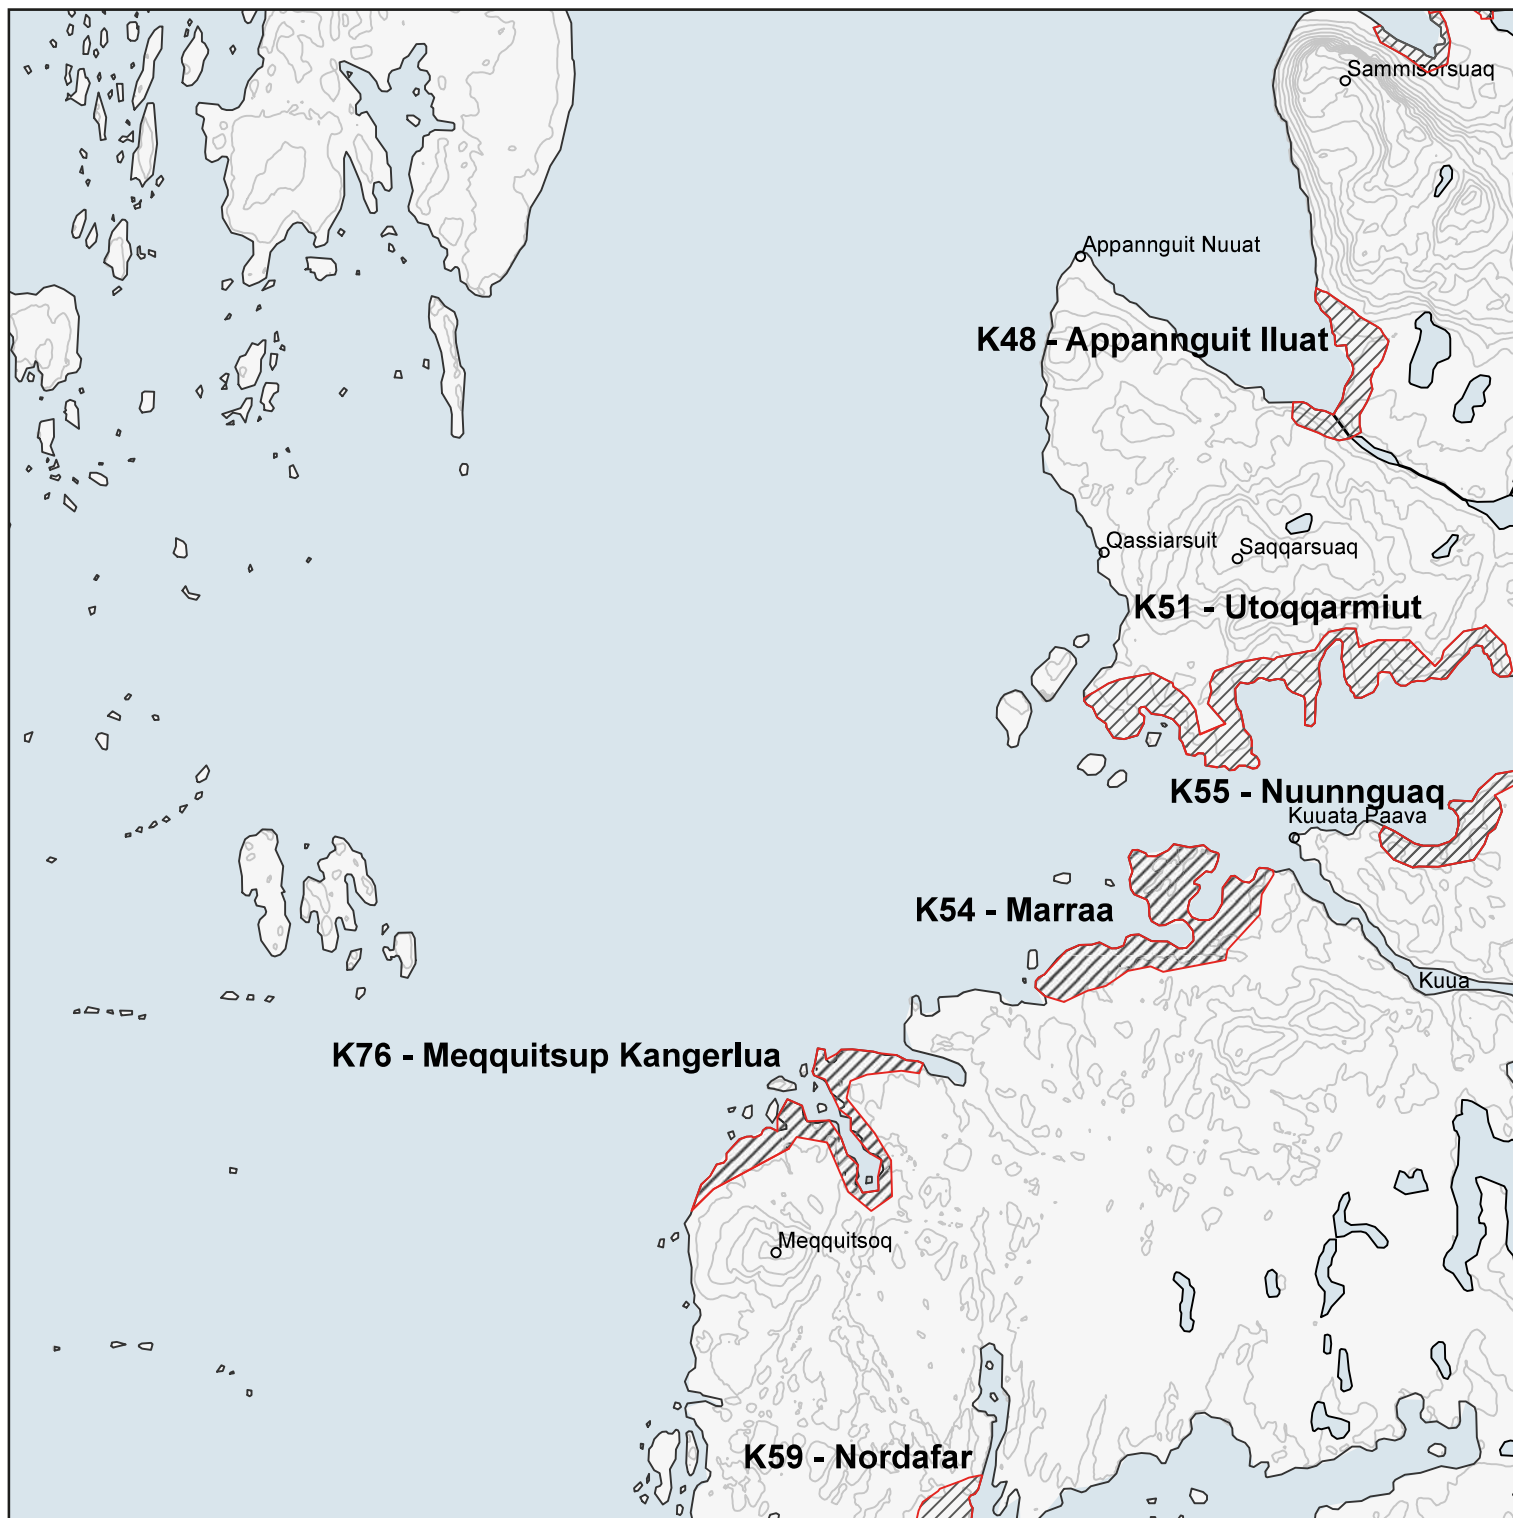 Sammisorsuaq
Appannguit Nuuat
K48 - Appannguit Iluat
Qassiarsuit
Saqqarsuaq
K51 - Utoqqarmiut
K55 - Nuunnguaq
Kuuata Paava
K54 - Marraa
Kuua
K76 - Meqquitsup Kangerlua
Meqquitsoq
K59 - Nordafar